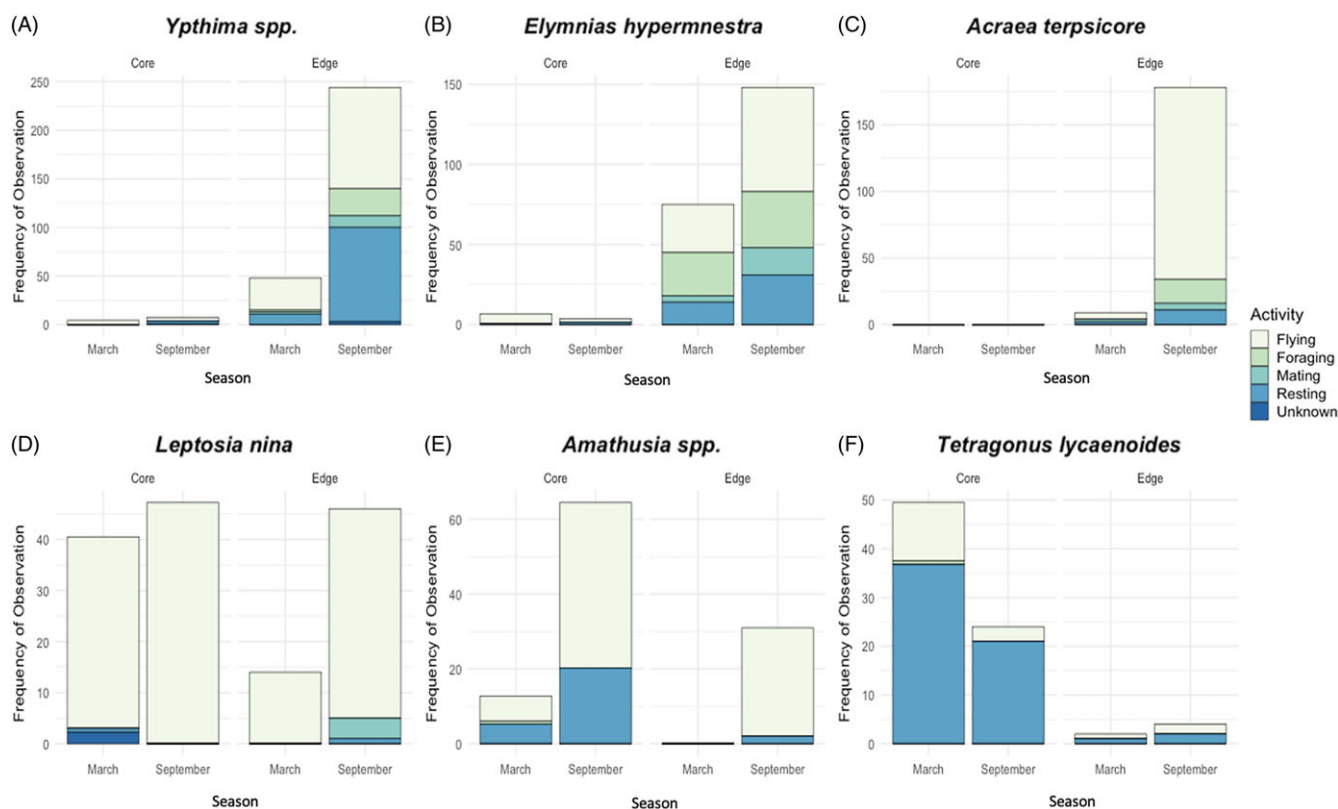 (A) Ypthima spp.
Core Edge
Frequency of Observation
250
200
150
100
50
0
March September March September
Season
(B) Elymnias hypermnestra
Core Edge
Frequency of Observation
150
100
50
0
March September March September
Season
(C) Acraea terpsicore
Core Edge
Frequency of Observation
150
100
50
0
March September March September
Season
Activity
Flying
Foraging
Mating
Resting
Unknown
(D) Leptosia nina
Core Edge
Frequency of Observation
40
30
20
10
0
March September March September
Season
(E) Amathusia spp.
Core Edge
Frequency of Observation
60
40
20
0
March September March September
Season
(F) Tetragonus lycaenoides
Core Edge
Frequency of Observation
50
40
30
20
10
0
March September March September
Season